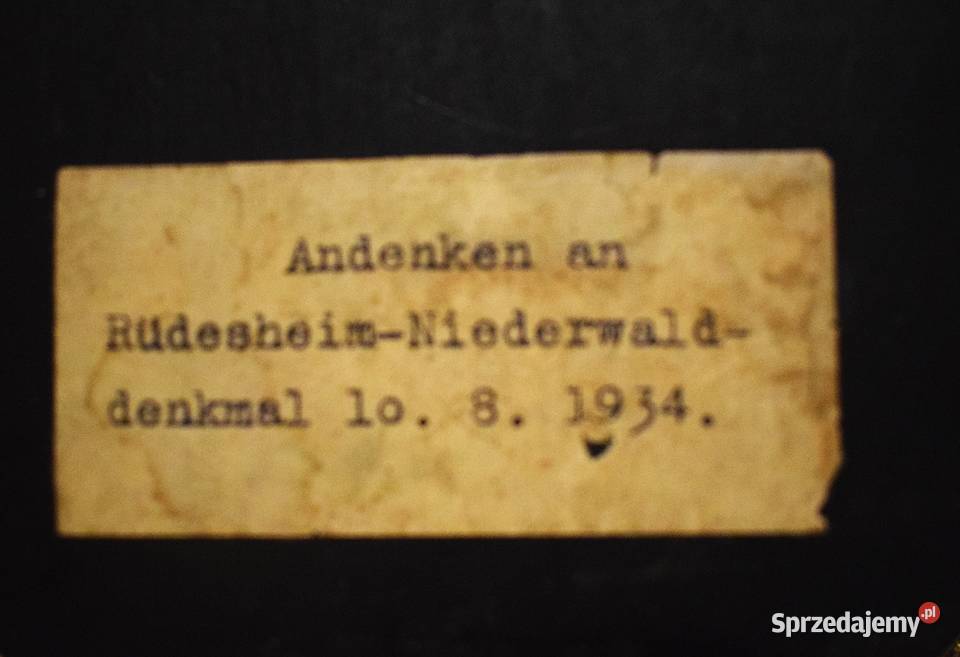 Andenken an
Rüdesheim-Niederwald-
denkmal lo. 8. 1934.
Sprzedajemy.pl